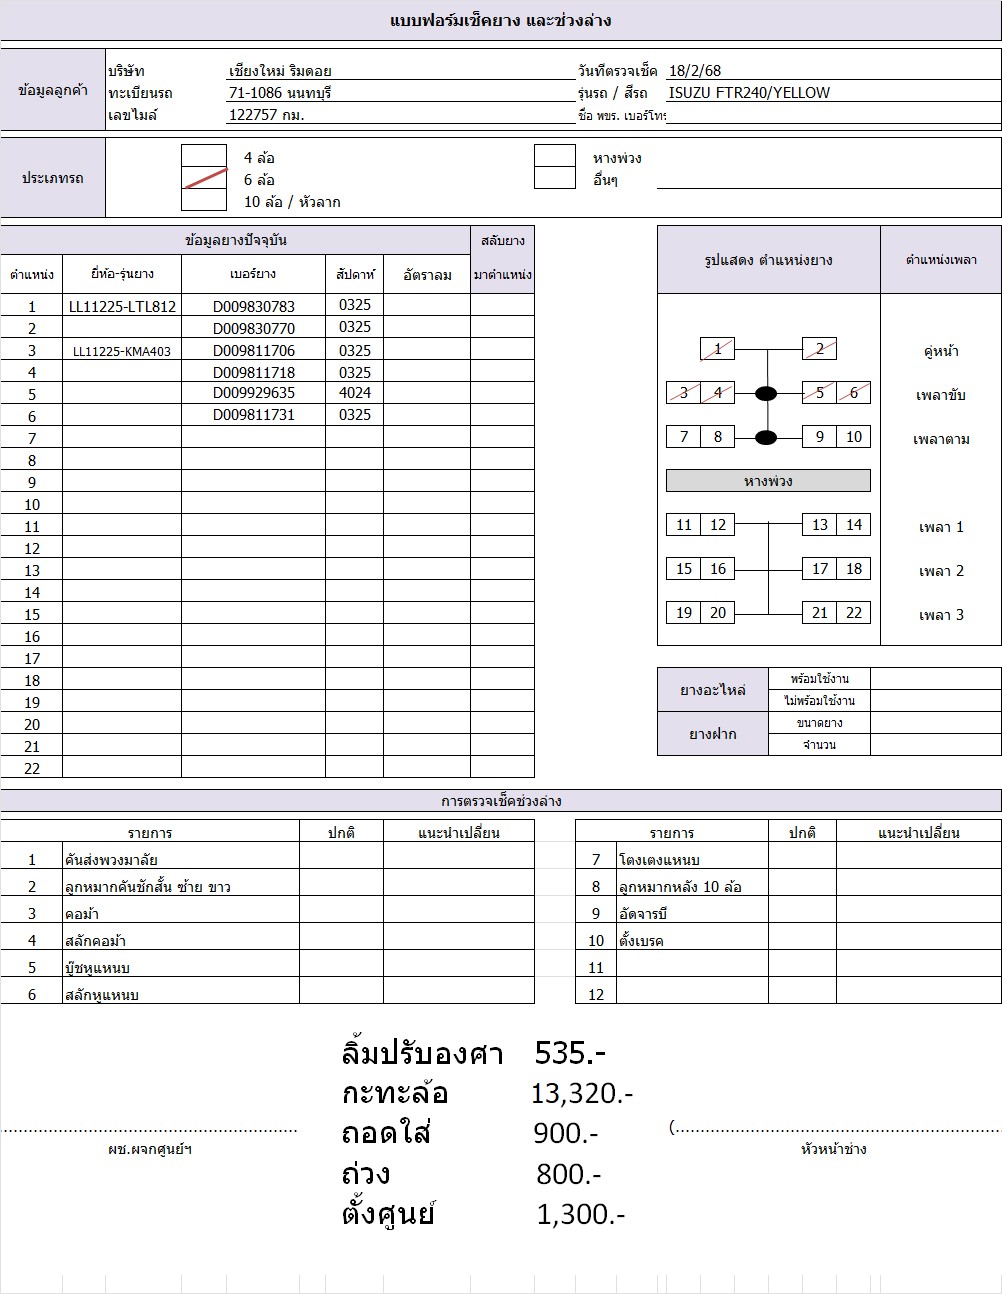 แบบฟอร์มเช็คยาง และช่วงล่าง
ข้อมูลลูกค้า
บริษัท เชียงใหม่ ริมดอย วันที่ตรวจเช็ค 18/2/68
ทะเบียนรถ 71-1086 นนทบุรี รุ่นรถ / สีรถ ISUZU FTR240/YELLOW
เลขไมล์ 122757 กม. ชื่อ พขร. เบอร์โทร
ประเภทรถ
4 ล้อ หางพ่วง
6 ล้อ อื่นๆ
10 ล้อ / หัวลาก
ข้อมูลยางปัจจุบัน สลับยาง
ตำแหน่ง ยี่ห้อ-รุ่นยาง เบอร์ยาง สัปดาห์ อัตราลม มาตำแหน่ง
1 LL11225-LTL812 D009830783 0325
2 D009830770 0325
3 LL11225-KMA403 D009811706 0325
4 D009811718 0325
5 D009929635 4024
6 D009811731 0325
7
8
9
10
11
12
13
14
15
16
17
18
19
20
21
22
รูปแสดง ตำแหน่งยาง ตำแหน่งเพลา
1 2 คู่หน้า
3 4 5 6 เพลาขับ
7 8 9 10 เพลาตาม
หางพ่วง
11 12 13 14 เพลา 1
15 16 17 18 เพลา 2
19 20 21 22 เพลา 3
ยางอะไหล่ พร้อมใช้งาน
ไม่พร้อมใช้งาน
ยางฝาก ขนาดยาง
จำนวน
การตรวจเช็คช่วงล่าง
รายการ ปกติ แนะนำเปลี่ยน รายการ ปกติ แนะนำเปลี่ยน
1 คันส่งพวงมาลัย 7 โตงเตงแหนบ
2 ลูกหมากคันชักสั้น ซ้าย ขาว 8 ลูกหมากหลัง 10 ล้อ
3 คอม้า 9 อัดจารบี
4 สลักคอม้า 10 ตั้งเบรค
5 บู๊ชหูแหนบ 11
6 สลักหูแหนบ 12
ลิ้มปรับองศา 535.-
กะทะล้อ 13,320.-
ถอดใส่ 900.-
ถ่วง 800.-
ตั้งศูนย์ 1,300.-
ผช.ผจกศูนย์ฯ (.......... หัวหน้าช่าง